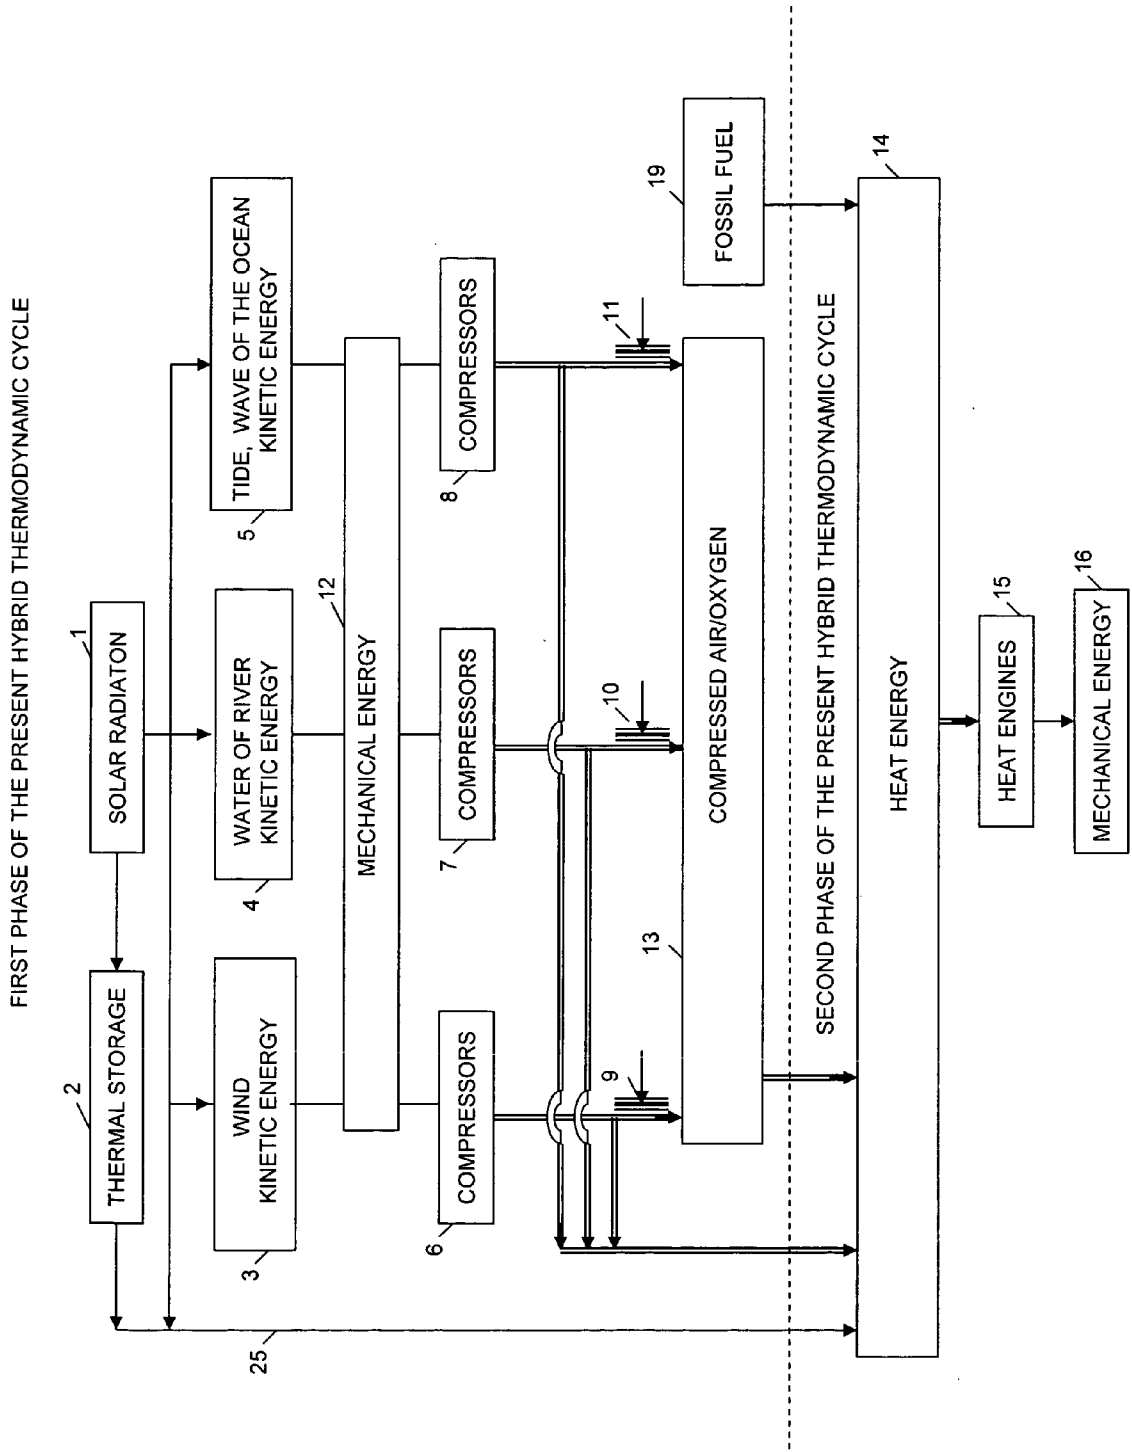 FIRST PHASE OF THE PRESENT HYBRID THERMODYNAMIC CYCLE
2
THERMAL STORAGE
1
SOLAR RADIATON
3
WIND
KINETIC ENERGY
4
WATER OF RIVER
KINETIC ENERGY
5
TIDE, WAVE OF THE OCEAN
KINETIC ENERGY
25
12
MECHANICAL ENERGY
6
COMPRESSORS
7
COMPRESSORS
8
COMPRESSORS
9
10
11
13
COMPRESSED AIR/OXYGEN
19
FOSSIL FUEL
SECOND PHASE OF THE PRESENT HYBRID THERMODYNAMIC CYCLE
14
HEAT ENERGY
15
HEAT ENGINES
16
MECHANICAL ENERGY